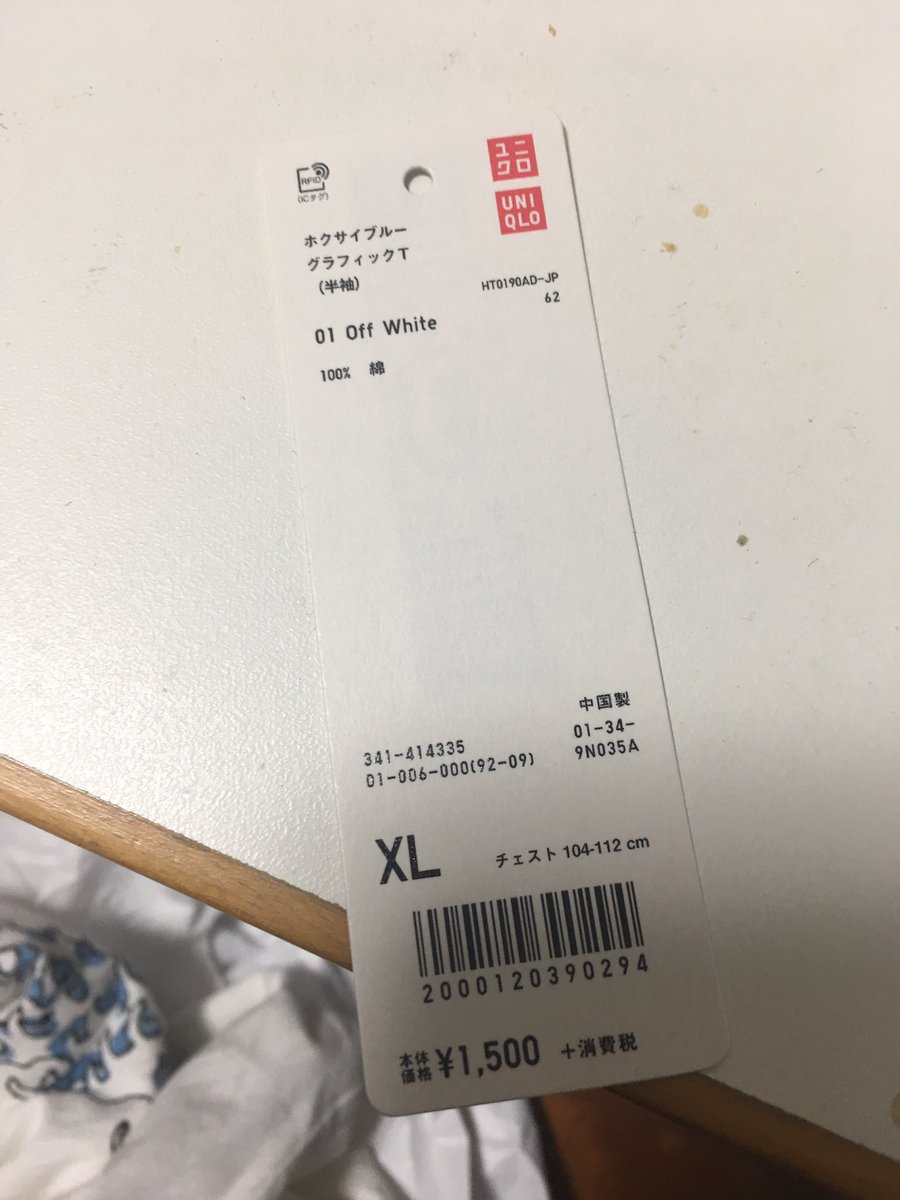 RFID
(ICタグ)
ユニ
クロ
UNI
QLO
ホクサイブルー
グラフィックT
(半袖)
HT0190AD-JP
62
01 Off White
100% 綿
中国製
01-34-
9N035A
341-414335
01-006-000(92-09)
XL
チェスト 104-112 cm
2000120390294
本体
価格
¥1,500 +消費税